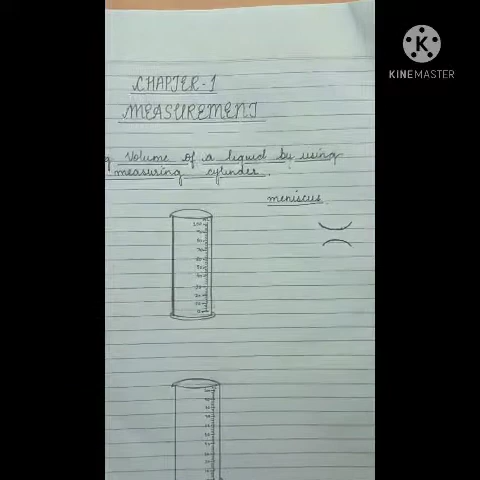 KINEMASTER
CHAPTER-1
MEASUREMENT
g Volume of a liquid by using
measuring cylinder.
meniscus